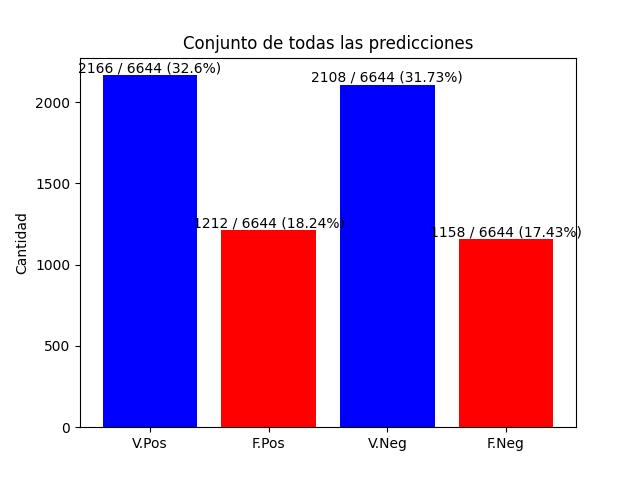 Conjunto de todas las predicciones
2166 / 6644 (32.6%)
2108 / 6644 (31.73%)
1212 / 6644 (18.24%)
1158 / 6644 (17.43%)
Cantidad
2000
1500
1000
500
0
V.Pos
F.Pos
V.Neg
F.Neg